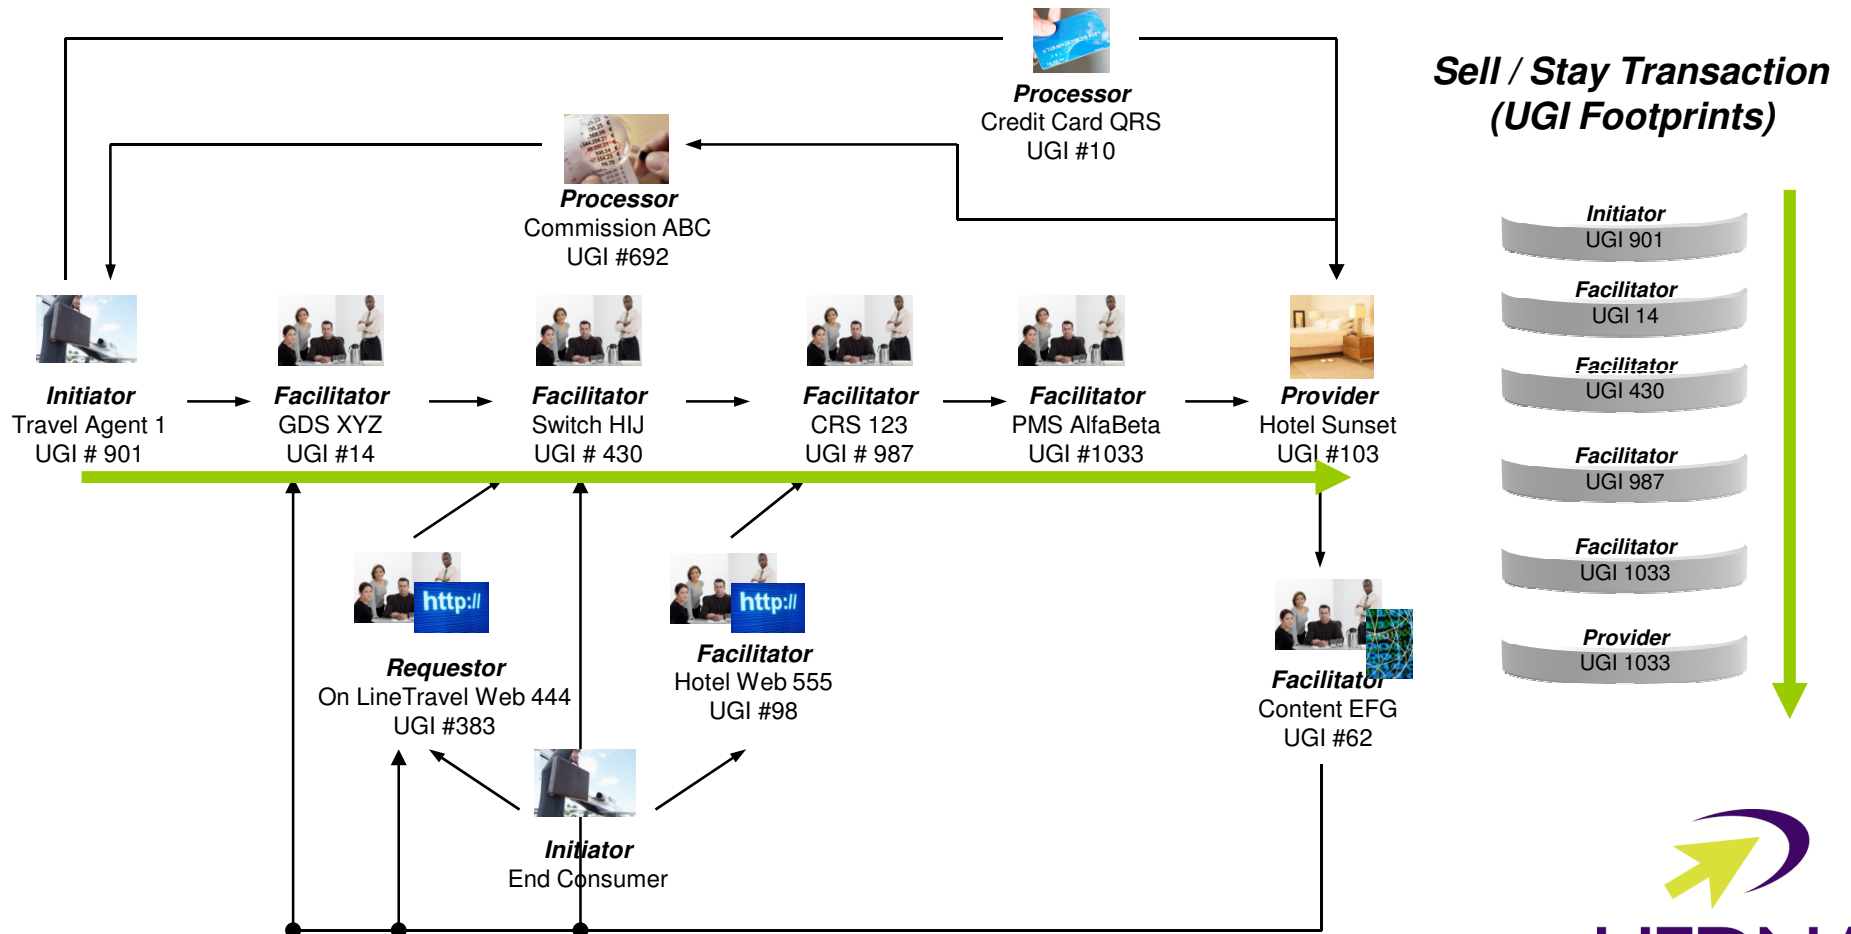 Sell / Stay Transaction
(UGI Footprints)
Processor
Credit Card QRS
UGI #10
Processor
Commission ABC
UGI #692
Initiator
Travel Agent 1
UGI # 901
Facilitator
GDS XYZ
UGI #14
Facilitator
Switch HIJ
UGI # 430
Facilitator
CRS 123
UGI # 987
Facilitator
PMS AlfaBeta
UGI #1033
Provider
Hotel Sunset
UGI #103
http://
Requestor
On LineTravel Web 444
UGI #383
http://
Facilitator
Hotel Web 555
UGI #98
Facilitator
Content EFG
UGI #62
Initiator
End Consumer
Initiator
UGI 901
Facilitator
UGI 14
Facilitator
UGI 430
Facilitator
UGI 987
Facilitator
UGI 1033
Provider
UGI 1033